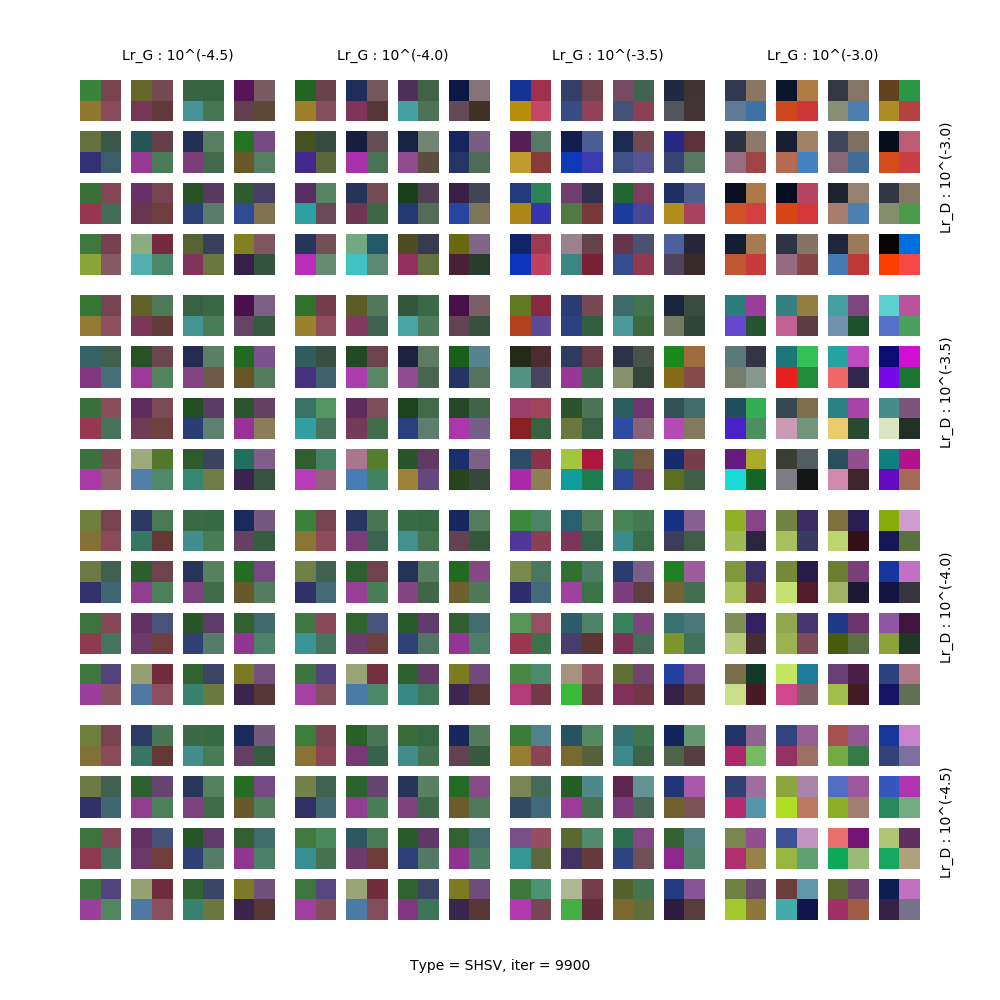 Lr_G : 10^(-4.5)
Lr_G : 10^(-4.0)
Lr_G : 10^(-3.5)
Lr_G : 10^(-3.0)
Lr_D : 10^(-3.0)
Lr_D : 10^(-3.5)
Lr_D : 10^(-4.0)
Lr_D : 10^(-4.5)
Type = SHSV, iter = 9900